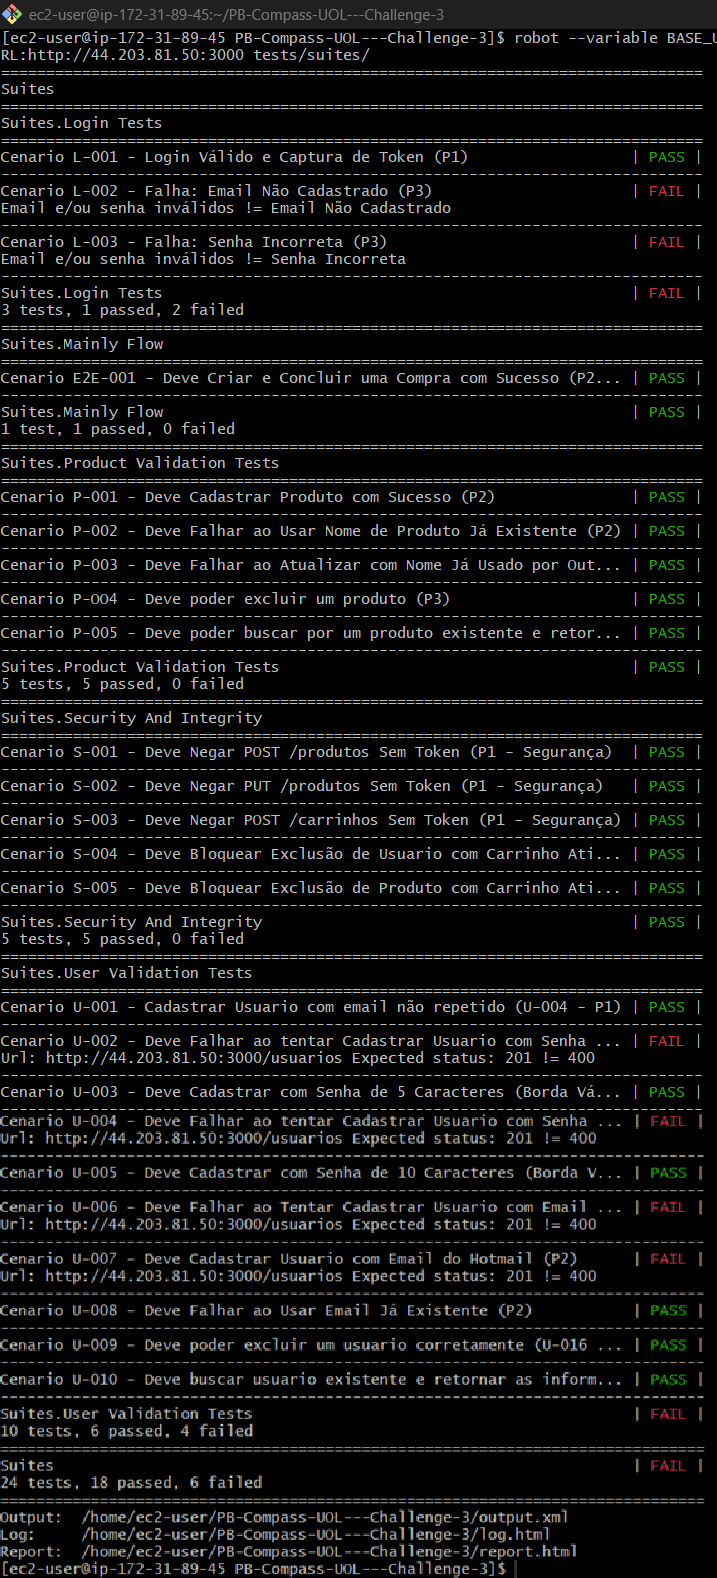 ec2-user@ip-172-31-89-45:~/PB-Compass-UOL---Challenge-3
[ec2-user@ip-172-31-89-45 PB-Compass-UOL---Challenge-3]$ robot --variable BASE_U
RL:http://44.203.81.50:3000 tests/suites/
==============================================================================
Suites
==============================================================================
Suites.Login Tests
==============================================================================
Cenario L-001 - Login Válido e Captura de Token (P1)                  | PASS |
------------------------------------------------------------------------------
Cenario L-002 - Falha: Email Não Cadastrado (P3)                      | FAIL |
Email e/ou senha inválidos != Email Não Cadastrado
------------------------------------------------------------------------------
Cenario L-003 - Falha: Senha Incorreta (P3)                           | FAIL |
Email e/ou senha inválidos != Senha Incorreta
------------------------------------------------------------------------------
Suites.Login Tests                                                    | FAIL |
3 tests, 1 passed, 2 failed
==============================================================================
Suites.Mainly Flow
==============================================================================
Cenario E2E-001 - Deve Criar e Concluir uma Compra com Sucesso (P2... | PASS |
------------------------------------------------------------------------------
Suites.Mainly Flow                                                    | PASS |
1 test, 1 passed, 0 failed
==============================================================================
Suites.Product Validation Tests
==============================================================================
Cenario P-001 - Deve Cadastrar Produto com Sucesso (P2)               | PASS |
------------------------------------------------------------------------------
Cenario P-002 - Deve Falhar ao Usar Nome de Produto Já Existente (P2) | PASS |
------------------------------------------------------------------------------
Cenario P-003 - Deve Falhar ao Atualizar com Nome Já Usado por Out... | PASS |
------------------------------------------------------------------------------
Cenario P-OO4 - Deve poder excluir um produto (P3)                    | PASS |
------------------------------------------------------------------------------
Cenario P-005 - Deve poder buscar por um produto existente e retor... | PASS |
------------------------------------------------------------------------------
Suites.Product Validation Tests                                       | PASS |
5 tests, 5 passed, 0 failed
==============================================================================
Suites.Security And Integrity
==============================================================================
Cenario S-001 - Deve Negar POST /produtos Sem Token (P1 - Segurança)  | PASS |
------------------------------------------------------------------------------
Cenario S-002 - Deve Negar PUT /produtos Sem Token (P1 - Segurança)   | PASS |
------------------------------------------------------------------------------
Cenario S-003 - Deve Negar POST /carrinhos Sem Token (P1 - Segurança) | PASS |
------------------------------------------------------------------------------
Cenario S-004 - Deve Bloquear Exclusão de Usuario com Carrinho Ati... | PASS |
------------------------------------------------------------------------------
Cenario S-005 - Deve Bloquear Exclusão de Produto com Carrinho Ati... | PASS |
------------------------------------------------------------------------------
Suites.Security And Integrity                                         | PASS |
5 tests, 5 passed, 0 failed
==============================================================================
Suites.User Validation Tests
==============================================================================
Cenario U-001 - Cadastrar Usuario com email não repetido (U-004 - P1) | PASS |
------------------------------------------------------------------------------
Cenario U-002 - Deve Falhar ao tentar Cadastrar Usuario com Senha ... | FAIL |
Url: http://44.203.81.50:3000/usuarios Expected status: 201 != 400
------------------------------------------------------------------------------
Cenario U-003 - Deve Cadastrar com Senha de 5 Caracteres (Borda Vá... | PASS |
------------------------------------------------------------------------------
Cenario U-004 - Deve Falhar ao tentar Cadastrar Usuario com Senha ... | FAIL |
Url: http://44.203.81.50:3000/usuarios Expected status: 201 != 400
------------------------------------------------------------------------------
Cenario U-005 - Deve Cadastrar com Senha de 10 Caracteres (Borda V... | PASS |
------------------------------------------------------------------------------
Cenario U-006 - Deve Falhar ao Tentar Cadastrar Usuario com Email ... | FAIL |
Url: http://44.203.81.50:3000/usuarios Expected status: 201 != 400
------------------------------------------------------------------------------
Cenario U-007 - Deve Cadastrar Usuario com Email do Hotmail (P2)      | FAIL |
Url: http://44.203.81.50:3000/usuarios Expected status: 201 != 400
------------------------------------------------------------------------------
Cenario U-008 - Deve Falhar ao Usar Email Já Existente (P2)           | PASS |
------------------------------------------------------------------------------
Cenario U-009 - Deve poder excluir um usuario corretamente (U-016 ... | PASS |
------------------------------------------------------------------------------
Cenario U-010 - Deve buscar usuario existente e retornar as inform... | PASS |
------------------------------------------------------------------------------
Suites.User Validation Tests                                          | FAIL |
10 tests, 6 passed, 4 failed
==============================================================================
Suites                                                                | FAIL |
24 tests, 18 passed, 6 failed
==============================================================================
Output:  /home/ec2-user/PB-Compass-UOL---Challenge-3/output.xml
Log:     /home/ec2-user/PB-Compass-UOL---Challenge-3/log.html
Report:  /home/ec2-user/PB-Compass-UOL---Challenge-3/report.html
[ec2-user@ip-172-31-89-45 PB-Compass-UOL---Challenge-3]$